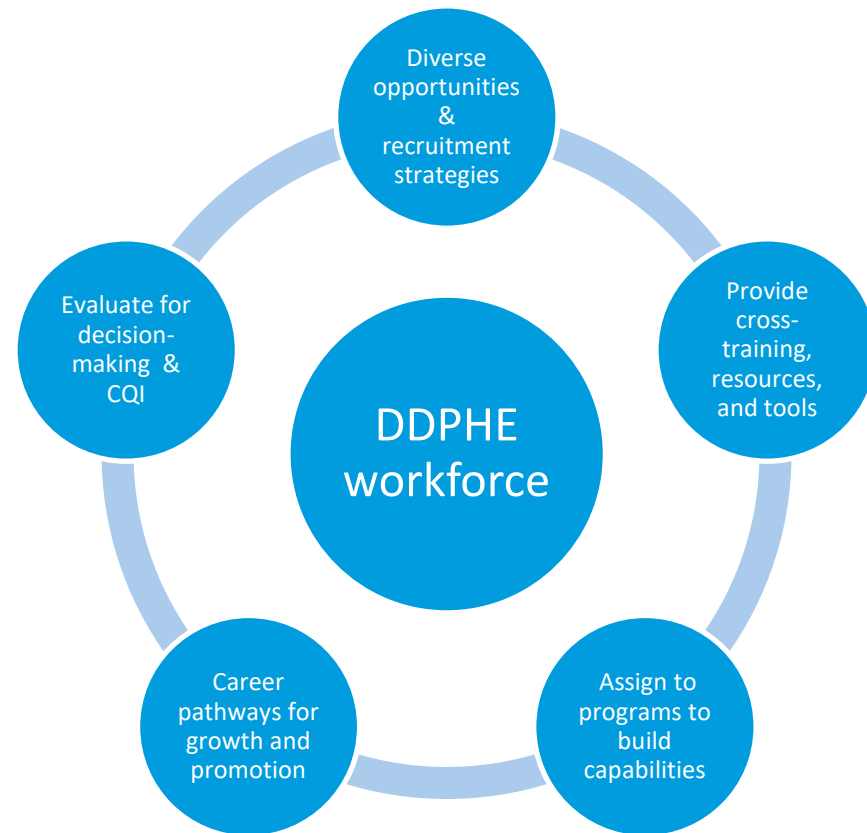 Diverse
opportunities
&
recruitment
strategies
Provide
cross-
training,
resources,
and tools
Assign to
programs to
build
capabilities
Career
pathways for
growth and
promotion
Evaluate for
decision-
making &
CQI
DDPHE
workforce